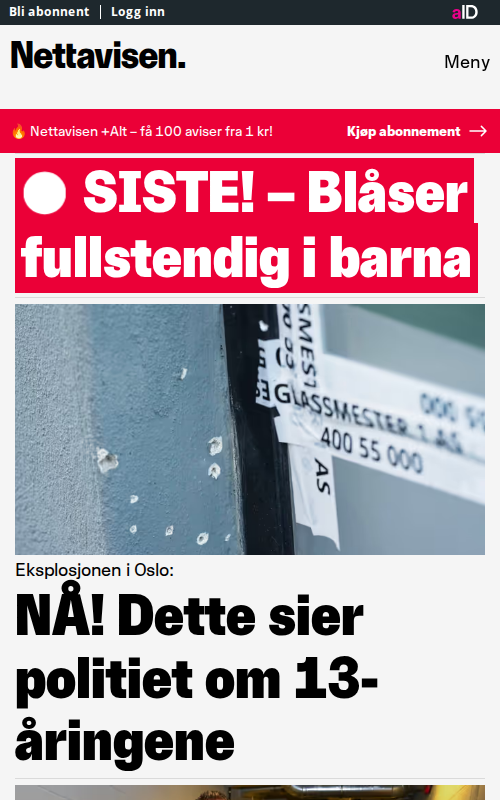 Bli abonnent | Logg inn
aID
Nettavisen.
Meny
🔥 Nettavisen +Alt – få 100 aviser fra 1 kr!
Kjøp abonnement →
SISTE! – Blåser
fullstendig i barna
GLASSMESTER 1 AS
400 55 000
AS
Eksplosjonen i Oslo:
NÅ! Dette sier
politiet om 13-
åringene